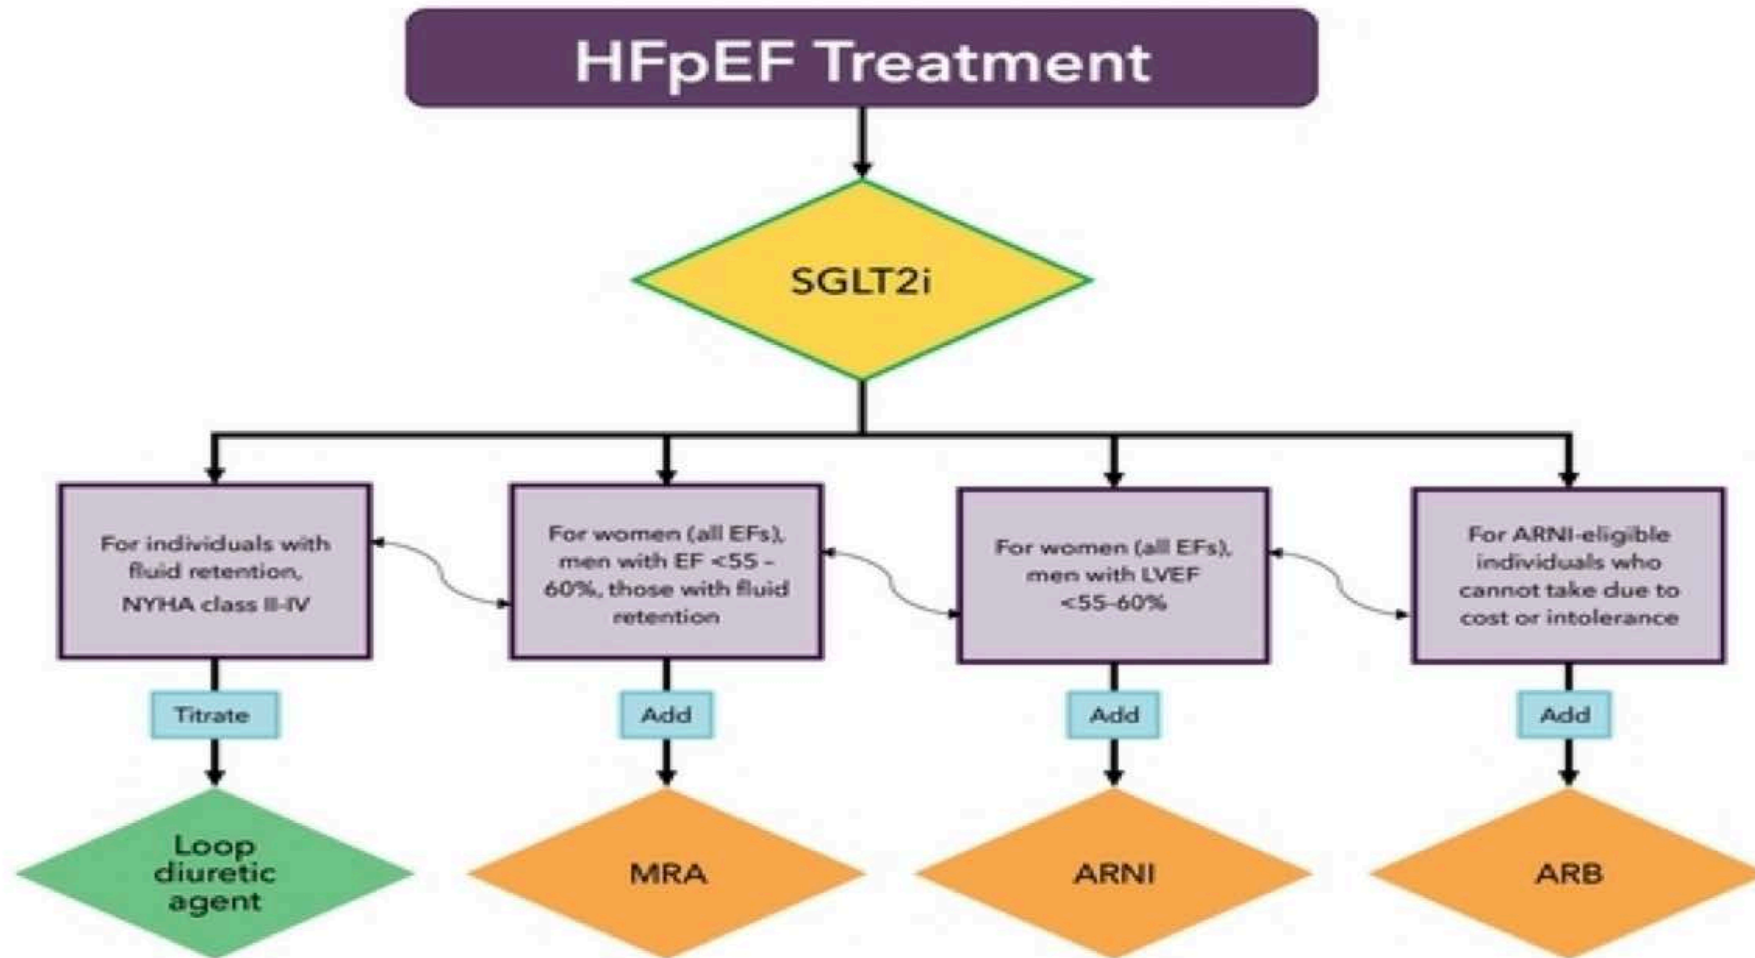 HFpEF Treatment
SGLT2i
For individuals with
fluid retention,
NYHA class II-IV
For women (all EFs),
men with EF <55 –
60%, those with fluid
retention
For women (all EFs),
men with LVEF
<55-60%
For ARNI-eligible
individuals who
cannot take due to
cost or intolerance
Titrate
Add
Add
Add
Loop
diuretic
agent
MRA
ARNI
ARB